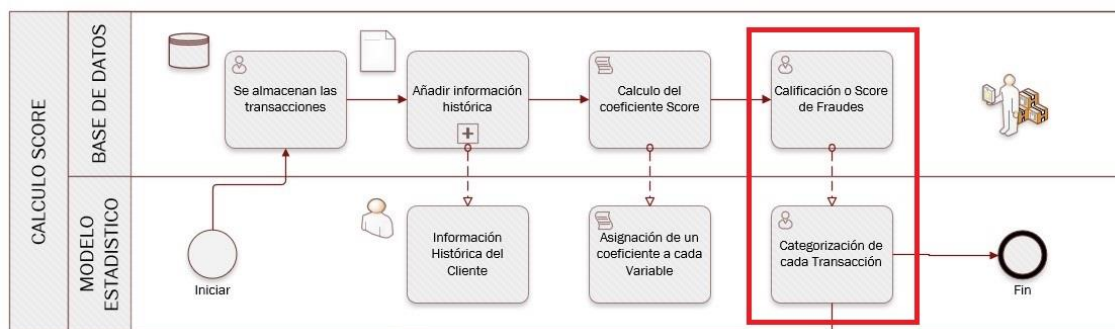 CALCULO SCORE
BASE DE DATOS
Se almacenan las
transacciones
Añadir información
histórica
Calculo del
coeficiente Score
Calificación o Score
de Fraudes
MODELO
ESTADISTICO
Iniciar
Información
Histórica del
Cliente
Asignación de un
coeficiente a cada
Variable
Categorización de
cada Transacción
Fin